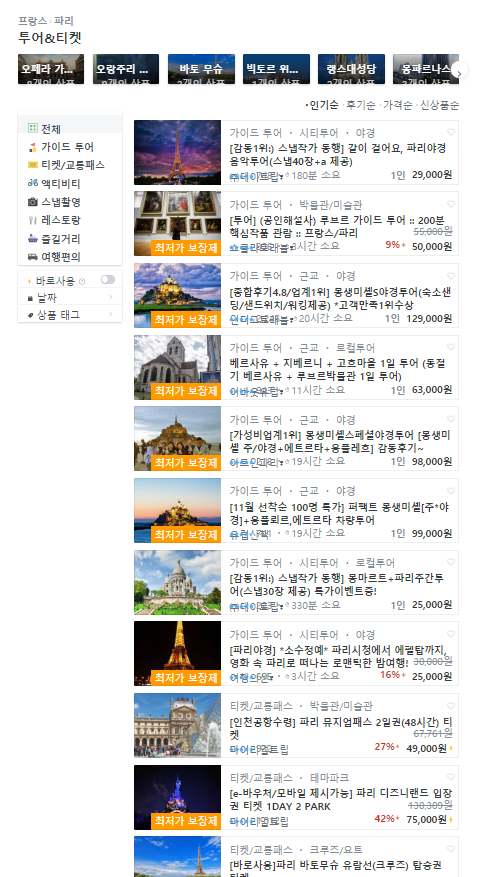 프랑스 › 파리
투어&티켓
오페라 가... 오랑주리 ... 바토 무슈 빅토르 위... 랭스대성당 몽파르나스
•인기순 ·후기순 ·가격순 ·신상품순
전체
가이드 투어
티켓/교통패스
액티비티
스냅촬영
레스토랑
즐길거리
여행편의
바로사용
날짜
상품 태그
가이드 투어 · 시티투어 · 야경
[감동1위:) 스냅작가 동행] 같이 걸어요, 파리야경
음악투어(스냅40장+a 제공)
180분 소요 1인 29,000원
가이드 투어 · 박물관/미술관
[투어] (공인해설사) 루브르 가이드 투어 :: 200분
핵심작품 관람 :: 프랑스/파리 55,000원
최저가 보장제 3시간 소요 9% 50,000원
가이드 투어 · 근교 · 야경
[종합후기4.8/업계1위] 몽생미셸S야경투어(숙소샌
딩/샌드위치/워킹제공) *고객만족1위수상
최저가 보장제 20시간 소요 1인 129,000원
가이드 투어 · 근교 · 로컬투어
베르사유 + 지베르니 + 고흐마을 1일 투어 (동절
기 베르사유 + 루브르박물관 1일 투어)
최저가 보장제 11시간 소요 1인 63,000원
가이드 투어 · 근교 · 야경
[가성비업계1위] 몽생미셸스페셜야경투어 [몽생미
셸 주/야경+에트르타+옹플레흐] 감동후기~
최저가 보장제 19시간 소요 1인 98,000원
가이드 투어 · 근교 · 야경
[11월 선착순 100명 특가] 퍼팩트 몽생미셸[주*야
경]+옹플뢰르,에트르타 차량투어
최저가 보장제 19시간 소요 1인 99,000원
가이드 투어 · 시티투어 · 로컬투어
[감동1위:) 스냅작가 동행] 몽마르트+파리주간투
어(스냅30장 제공) 특가이벤트중!
330분 소요 1인 25,000원
가이드 투어 · 시티투어 · 야경
[파리야경] *소수정예* 파리시청에서 에펠탑까지,
영화 속 파리로 떠나는 로맨틱한 밤여행! 30,000원
최저가 보장제 3시간 소요 16% 25,000원
티켓/교통패스 · 박물관/미술관
[인천공항수령] 파리 뮤지엄패스 2일권(48시간) 티
켓 67,761원
27% 49,000원
티켓/교통패스 · 테마파크
[e-바우처/모바일 제시가능] 파리 디즈니랜드 입장
권 티켓 1DAY 2 PARK 130,309원
최저가 보장제 42% 75,000원
티켓/교통패스 · 크루즈/요트
[바로사용]파리 바토무슈 유람선(크루즈) 탑승권